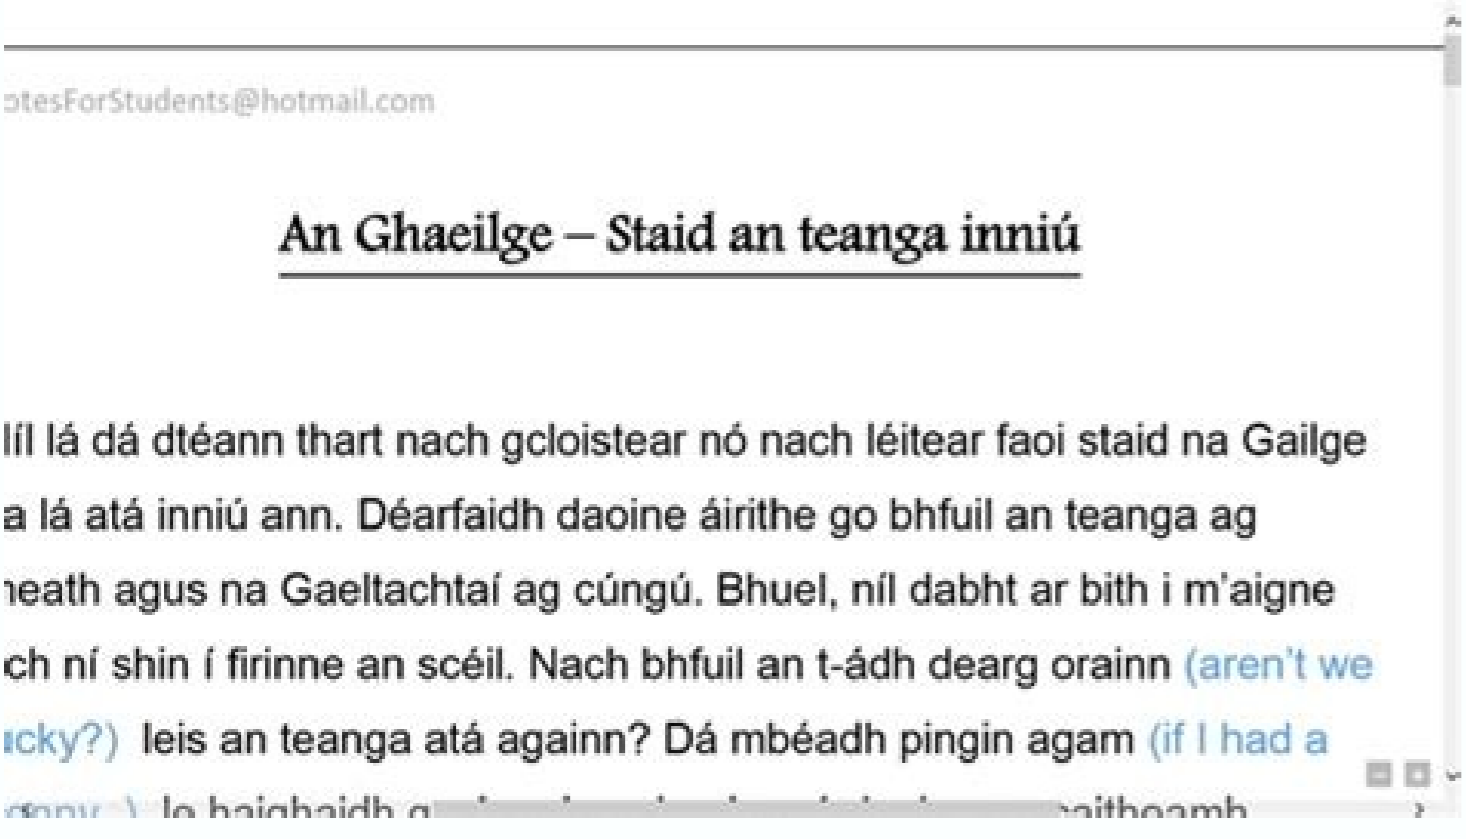 otesForStudents@hotmail.com
An Ghaeilge – Staid an teanga inniú
líl lá dá dtéann thart nach gcloistear nó nach léitear faoi staid na Gailge
a lá atá inniú ann. Déarfaidh daoine áirithe go bhfuil an teanga ag
heath agus na Gaeltachtaí ag cúngú. Bhuel, níl dabht ar bith i m'aigne
ch ní shin í firinne an scéil. Nach bhfuil an t-ádh dearg orainn (aren't we
ucky?) leis an teanga atá againn? Dá mbéadh pingin agam (if I had a